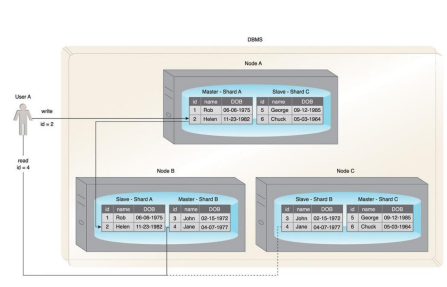 DBMS
Node A
User A
Master - Shard A
Slave - Shard C
id name DOB
1 Rob 06-06-1975
2 Helen 11-23-1982
id name DOB
5 George 09-12-1985
6 Chuck 05-03-1964
write
id = 2
read
id = 4
Node B
Slave - Shard A
Master - Shard B
id name DOB
1 Rob 06-06-1975
2 Helen 11-23-1982
id name DOB
3 John 02-15-1972
4 Jane 04-07-1977
Node C
Slave - Shard B
Master - Shard C
id name DOB
3 John 02-15-1972
4 Jane 04-07-1977
id name DOB
5 George 09-12-1985
6 Chuck 05-03-1964